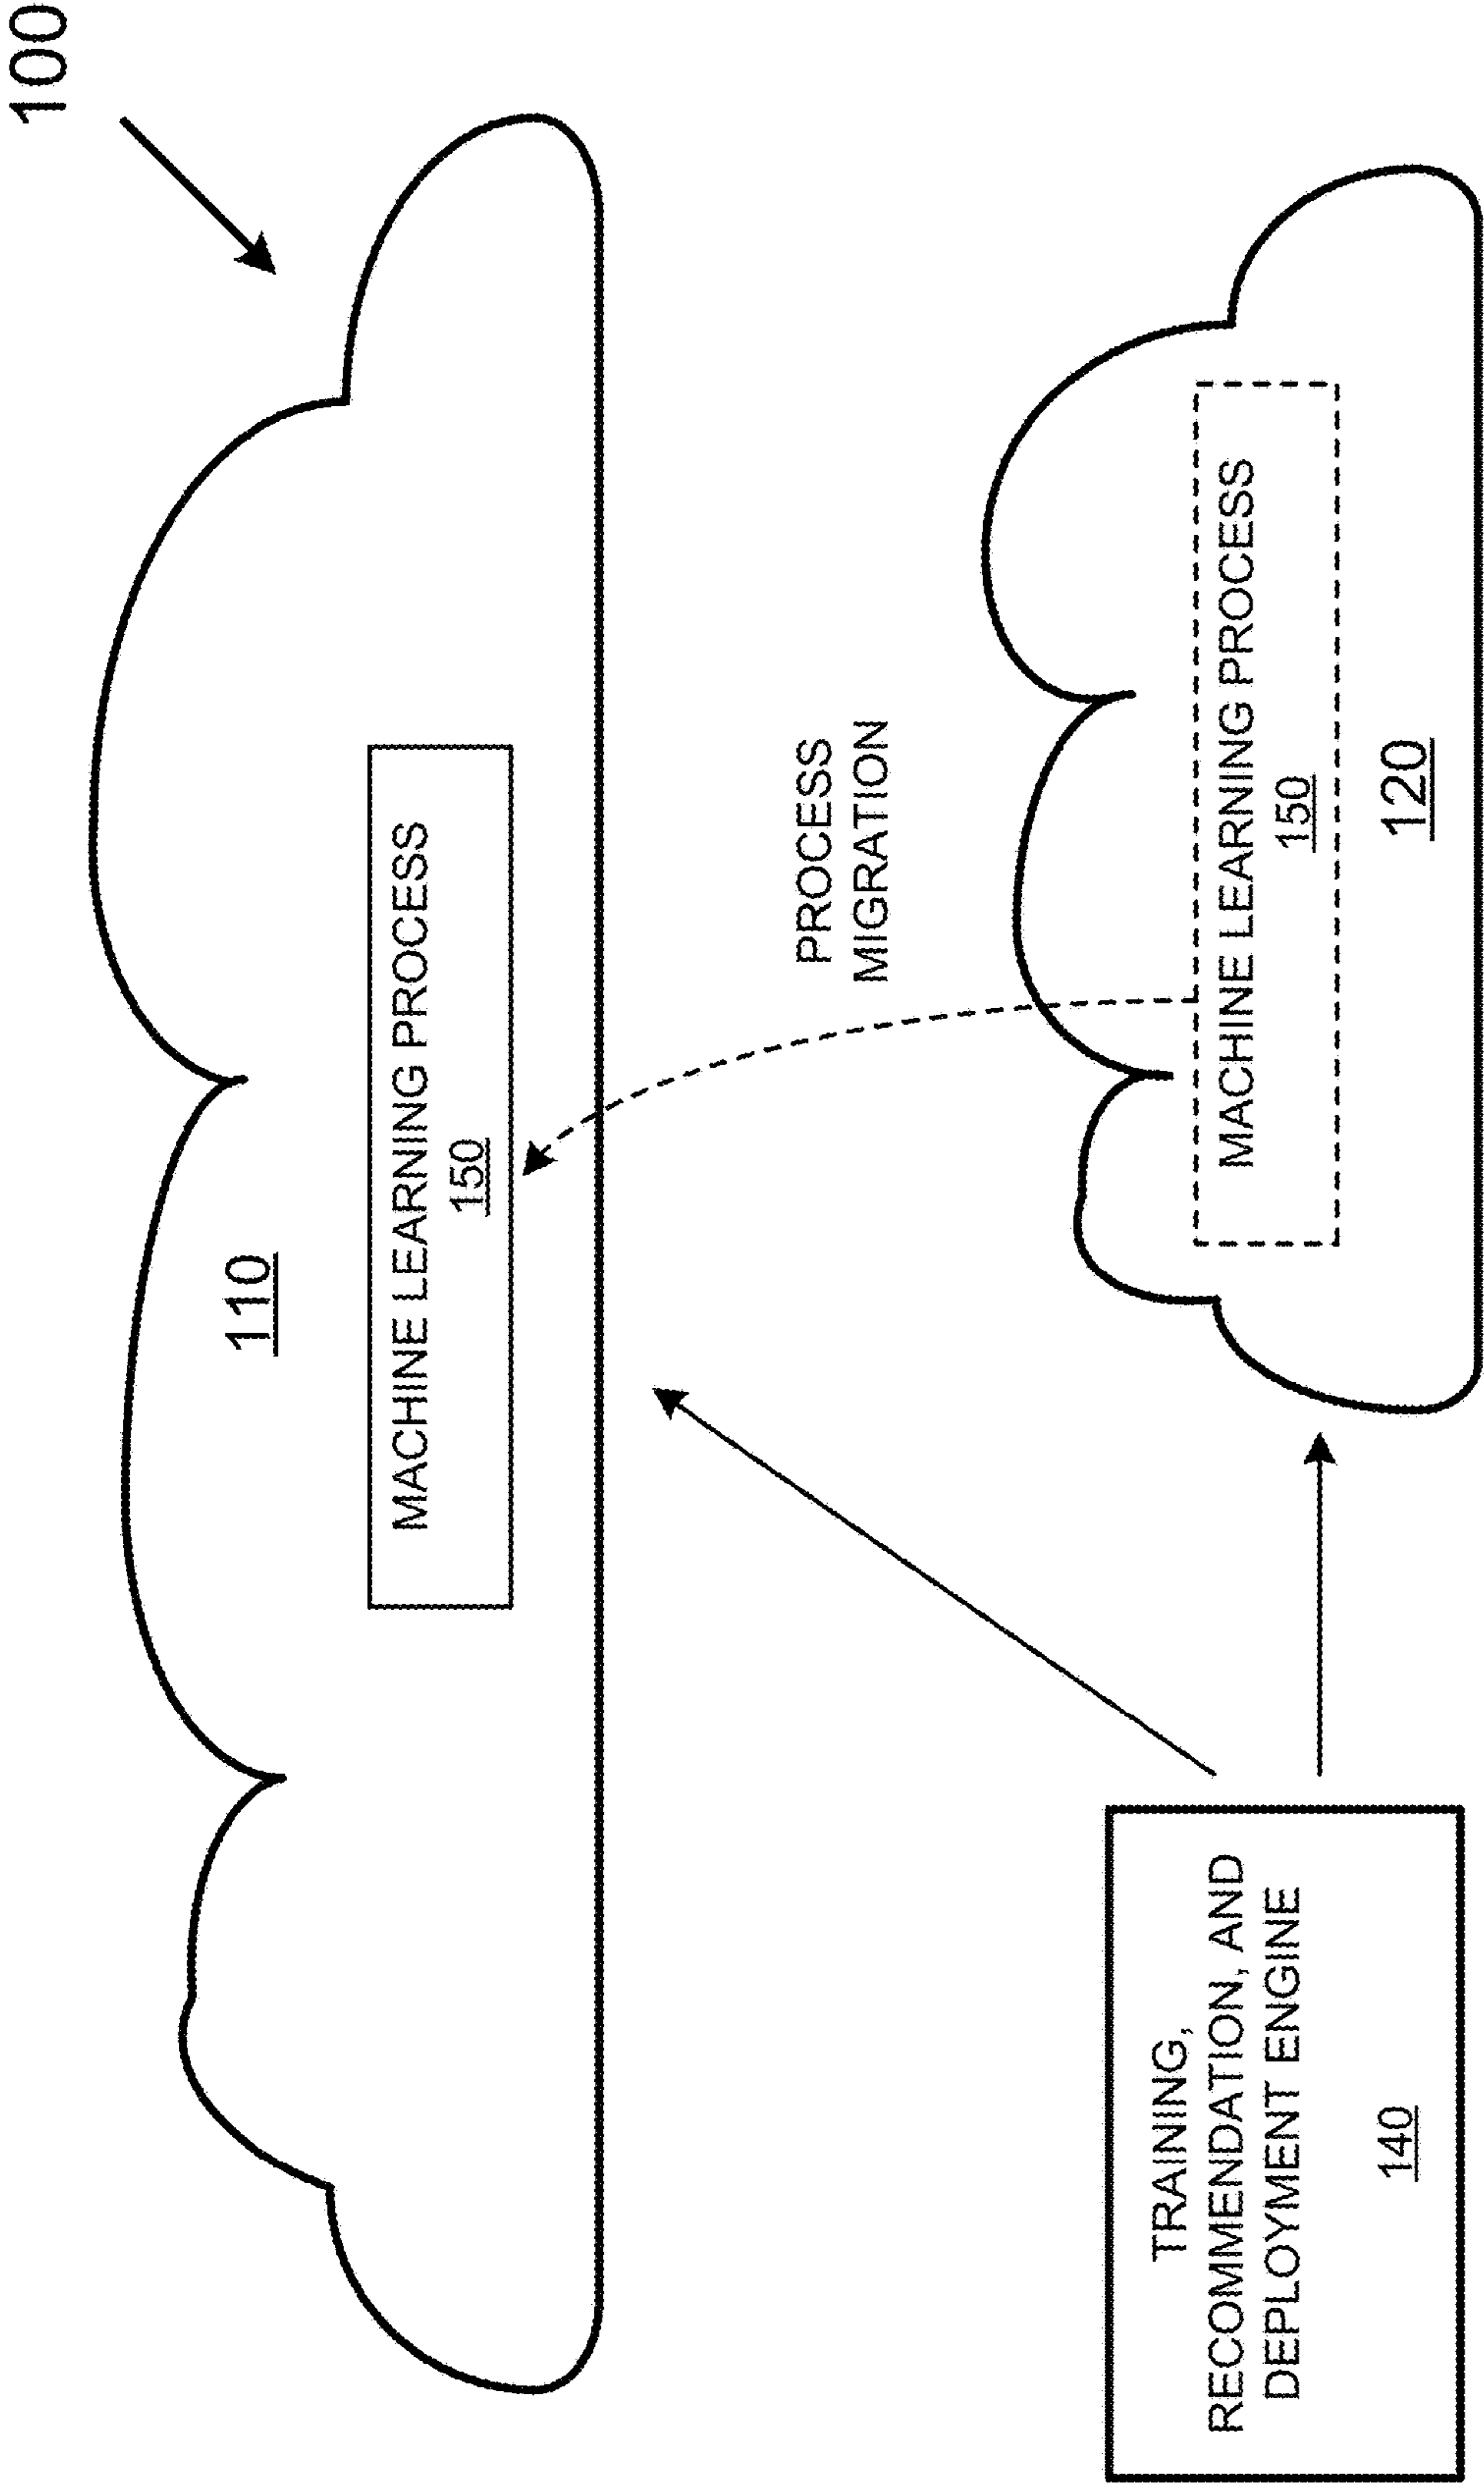 100
110
MACHINE LEARNING PROCESS
150
PROCESS
MIGRATION
MACHINE LEARNING PROCESS
150
120
TRAINING,
RECOMMENDATION, AND
DEPLOYMENT ENGINE
140